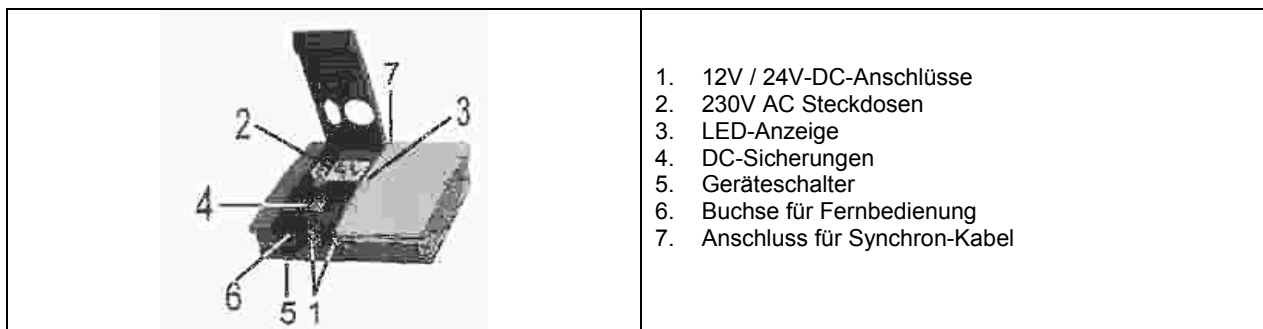 7
2
3
4
6
5
1
1. 12V / 24V-DC-Anschlüsse
2. 230V AC Steckdosen
3. LED-Anzeige
4. DC-Sicherungen
5. Geräteschalter
6. Buchse für Fernbedienung
7. Anschluss für Synchron-Kabel